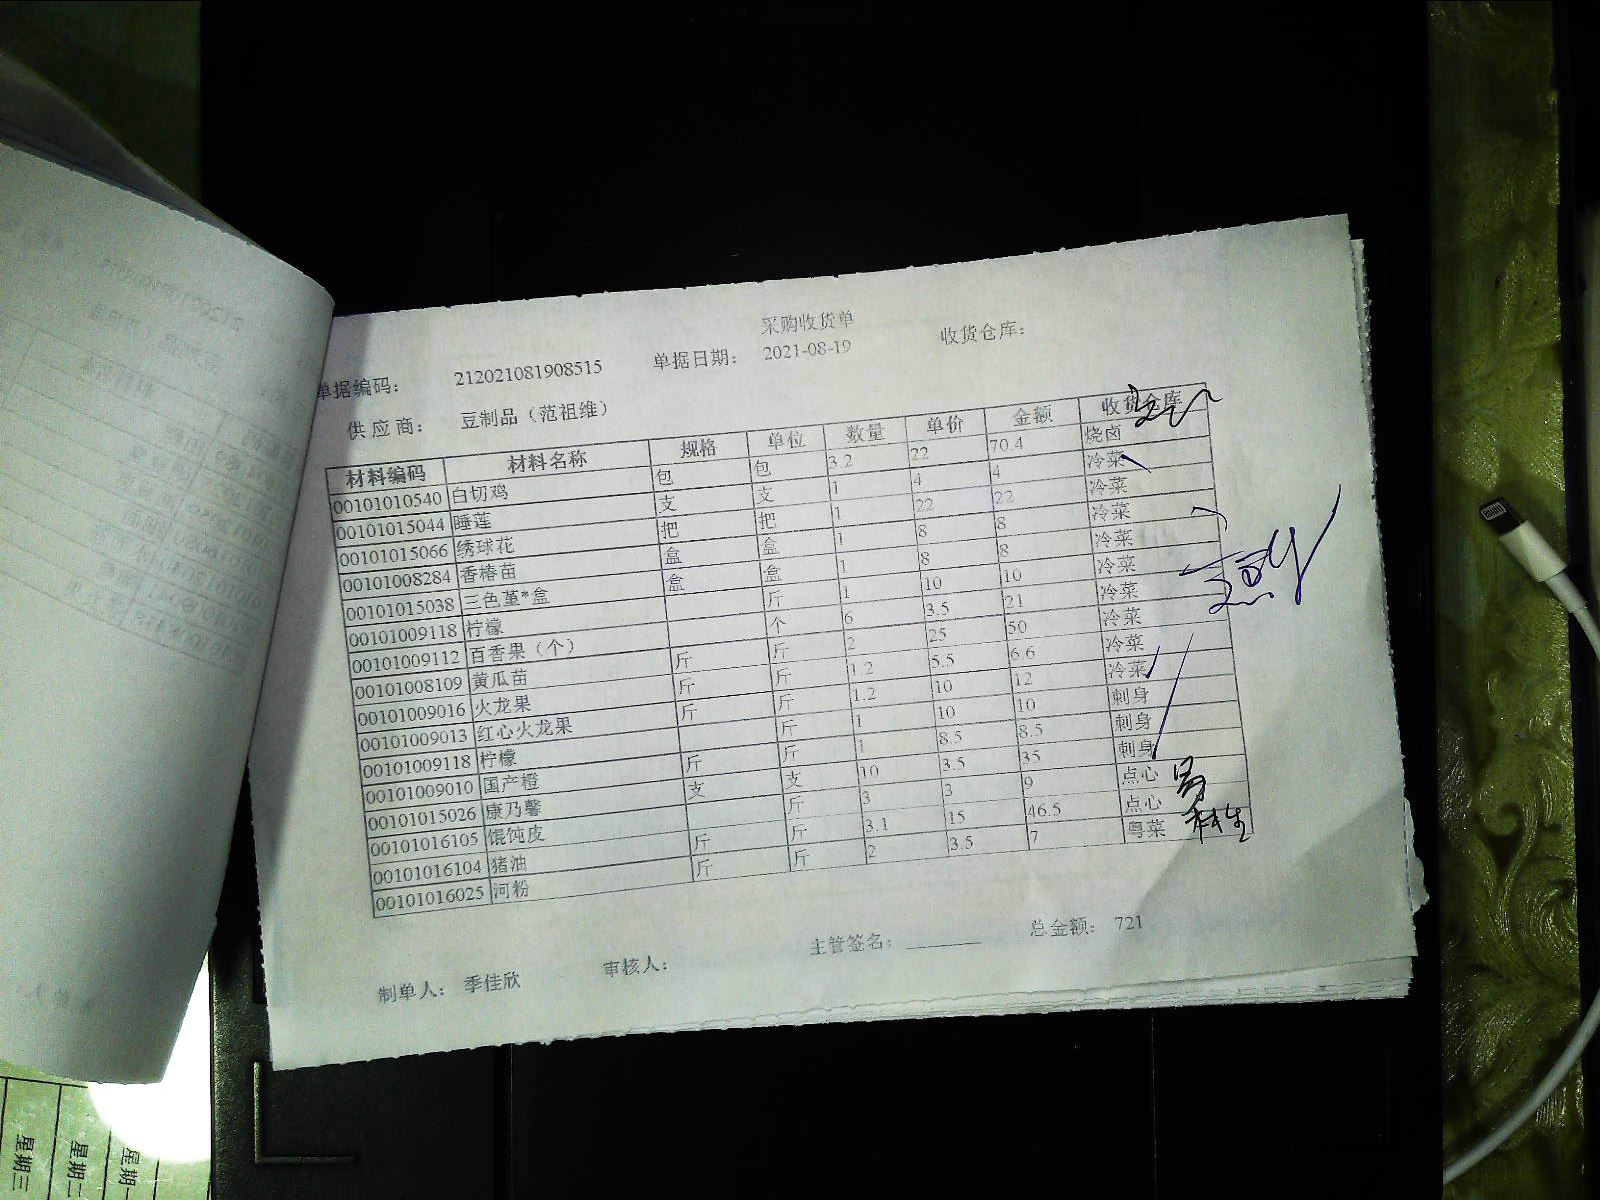 采购收货单
单据编码： 212021081908515 单据日期： 2021-08-19 收货仓库：
供应商： 豆制品（范祖维）
材料编码 材料名称 规格 单位 数量 单价 金额 收货仓库
00101010540 白切鸡 包 包 3.2 22 70.4 烧卤
00101015044 睡莲 支 支 1 4 4 冷菜
00101015066 绣球花 把 把 1 22 22 冷菜
00101008284 香椿苗 盒 盒 1 8 8 冷菜
00101015038 三色堇*盒 盒 盒 1 8 8 冷菜
00101009118 柠檬 斤 1 10 10 冷菜
00101009112 百香果（个） 个 6 3.5 21 冷菜
00101008109 黄瓜苗 斤 斤 2 25 50 冷菜
00101009016 火龙果 斤 斤 1.2 5.5 6.6 冷菜
00101009013 红心火龙果 斤 斤 1.2 10 12 冷菜
00101009118 柠檬 斤 1 10 10 刺身
00101009010 国产橙 斤 斤 1 8.5 8.5 刺身
00101015026 康乃馨 支 支 10 3.5 35 刺身
00101016105 馄饨皮 斤 3 3 9 点心
00101016104 猪油 斤 斤 3.1 15 46.5 点心
00101016025 河粉 斤 斤 2 3.5 7 粤菜
制单人： 季佳欣 审核人： 主管签名： 总金额： 721
星期三 星期二 星期一